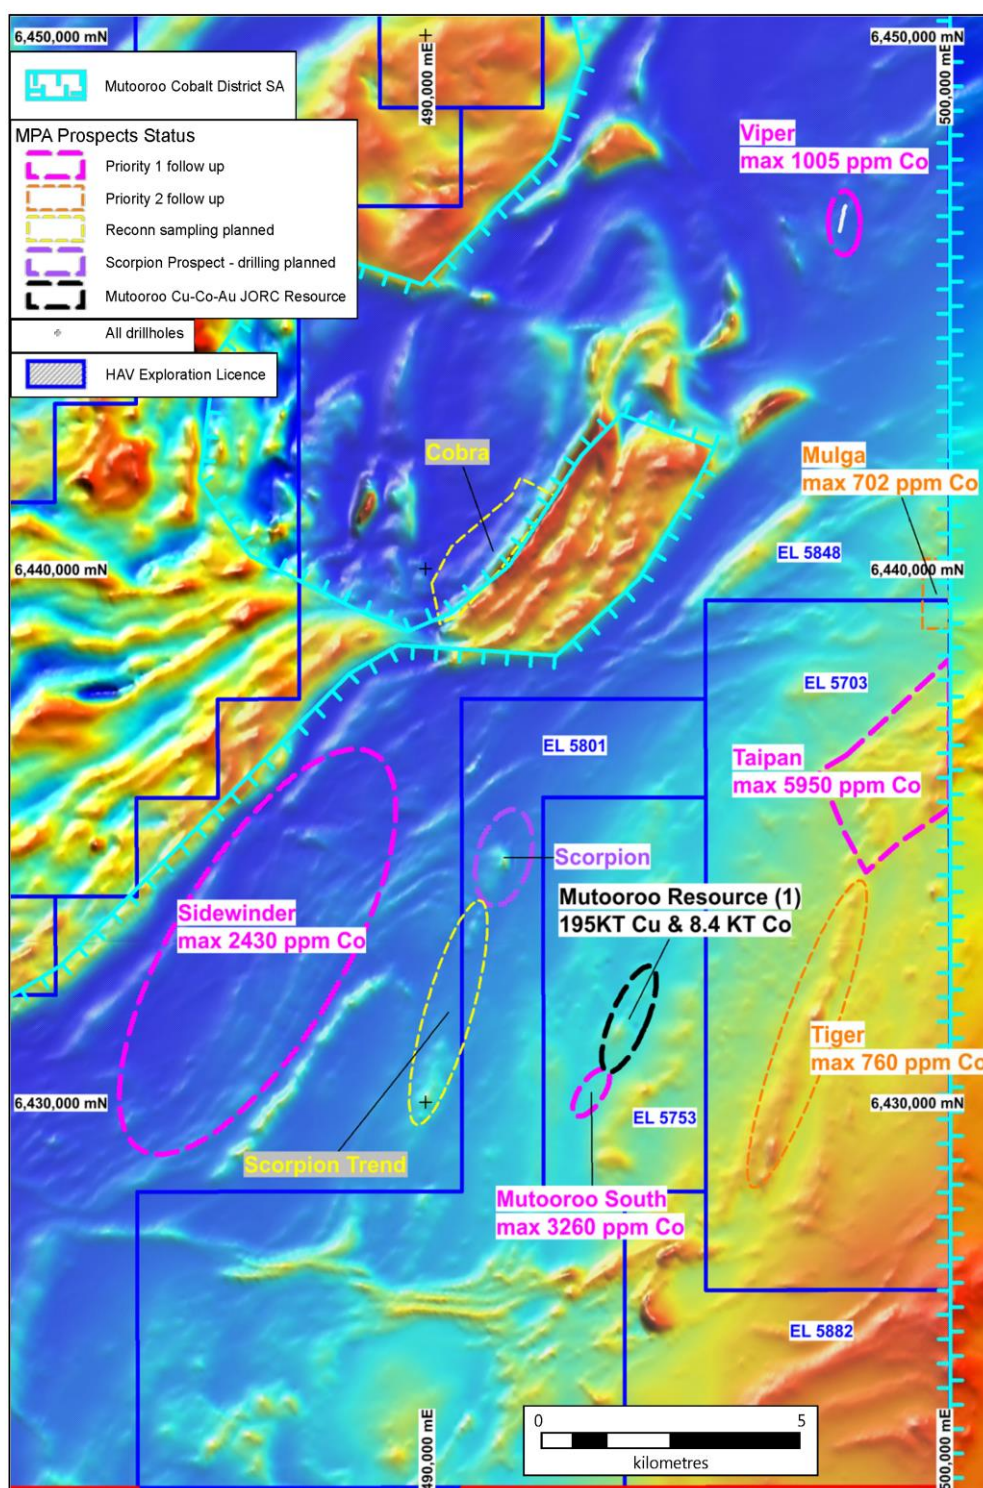 6,450,000 mN
490,000 mE
500,000 mE
6,450,000 mN
Mutooroo Cobalt District SA
MPA Prospects Status
Priority 1 follow up
Priority 2 follow up
Reconn sampling planned
Scorpion Prospect - drilling planned
Mutooroo Cu-Co-Au JORC Resource
All drillholes
HAV Exploration Licence
Viper
max 1005 ppm Co
Cobra
Mulga
max 702 ppm Co
EL 5848
6,440,000 mN
6,440,000 mN
EL 5703
EL 5801
Taipan
max 5950 ppm Co
Scorpion
Mutooroo Resource (1)
195KT Cu & 8.4 KT Co
Sidewinder
max 2430 ppm Co
Tiger
max 760 ppm Co
6,430,000 mN
6,430,000 mN
EL 5753
Scorpion Trend
Mutooroo South
max 3260 ppm Co
EL 5882
0 5
kilometres
490,000 mE
500,000 mE